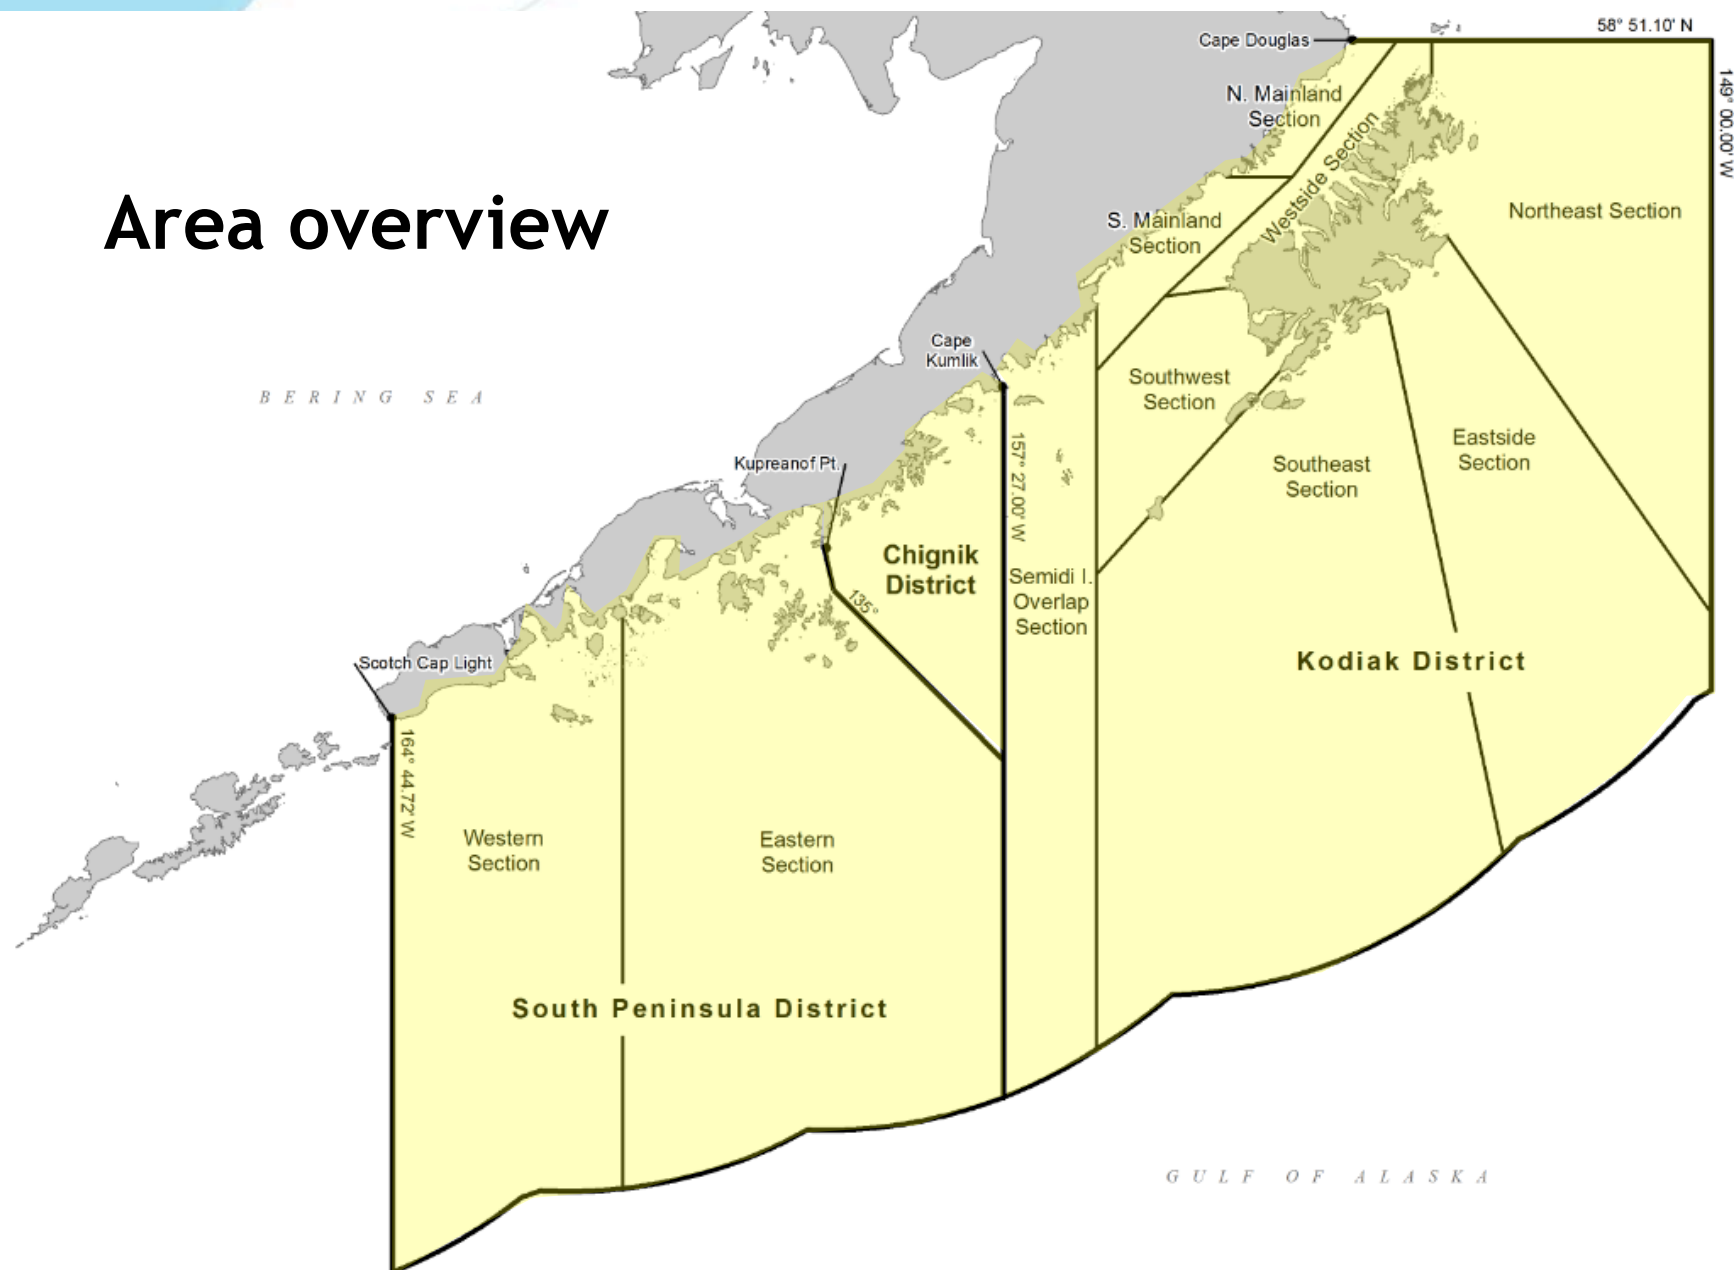 Area overview
58° 51.10' N
Cape Douglas
149° 00.00' W
N. Mainland
Section
Westside Section
Northeast Section
S. Mainland
Section
Cape
Kumlik
BERING SEA
Southwest
Section
Eastside
Section
Southeast
Section
Kupreanof Pt.
157° 27.00' W
Chignik
District
135°
Semidi I.
Overlap
Section
Kodiak District
Scotch Cap Light
164° 44.72' W
Western
Section
Eastern
Section
South Peninsula District
GULF OF ALASKA